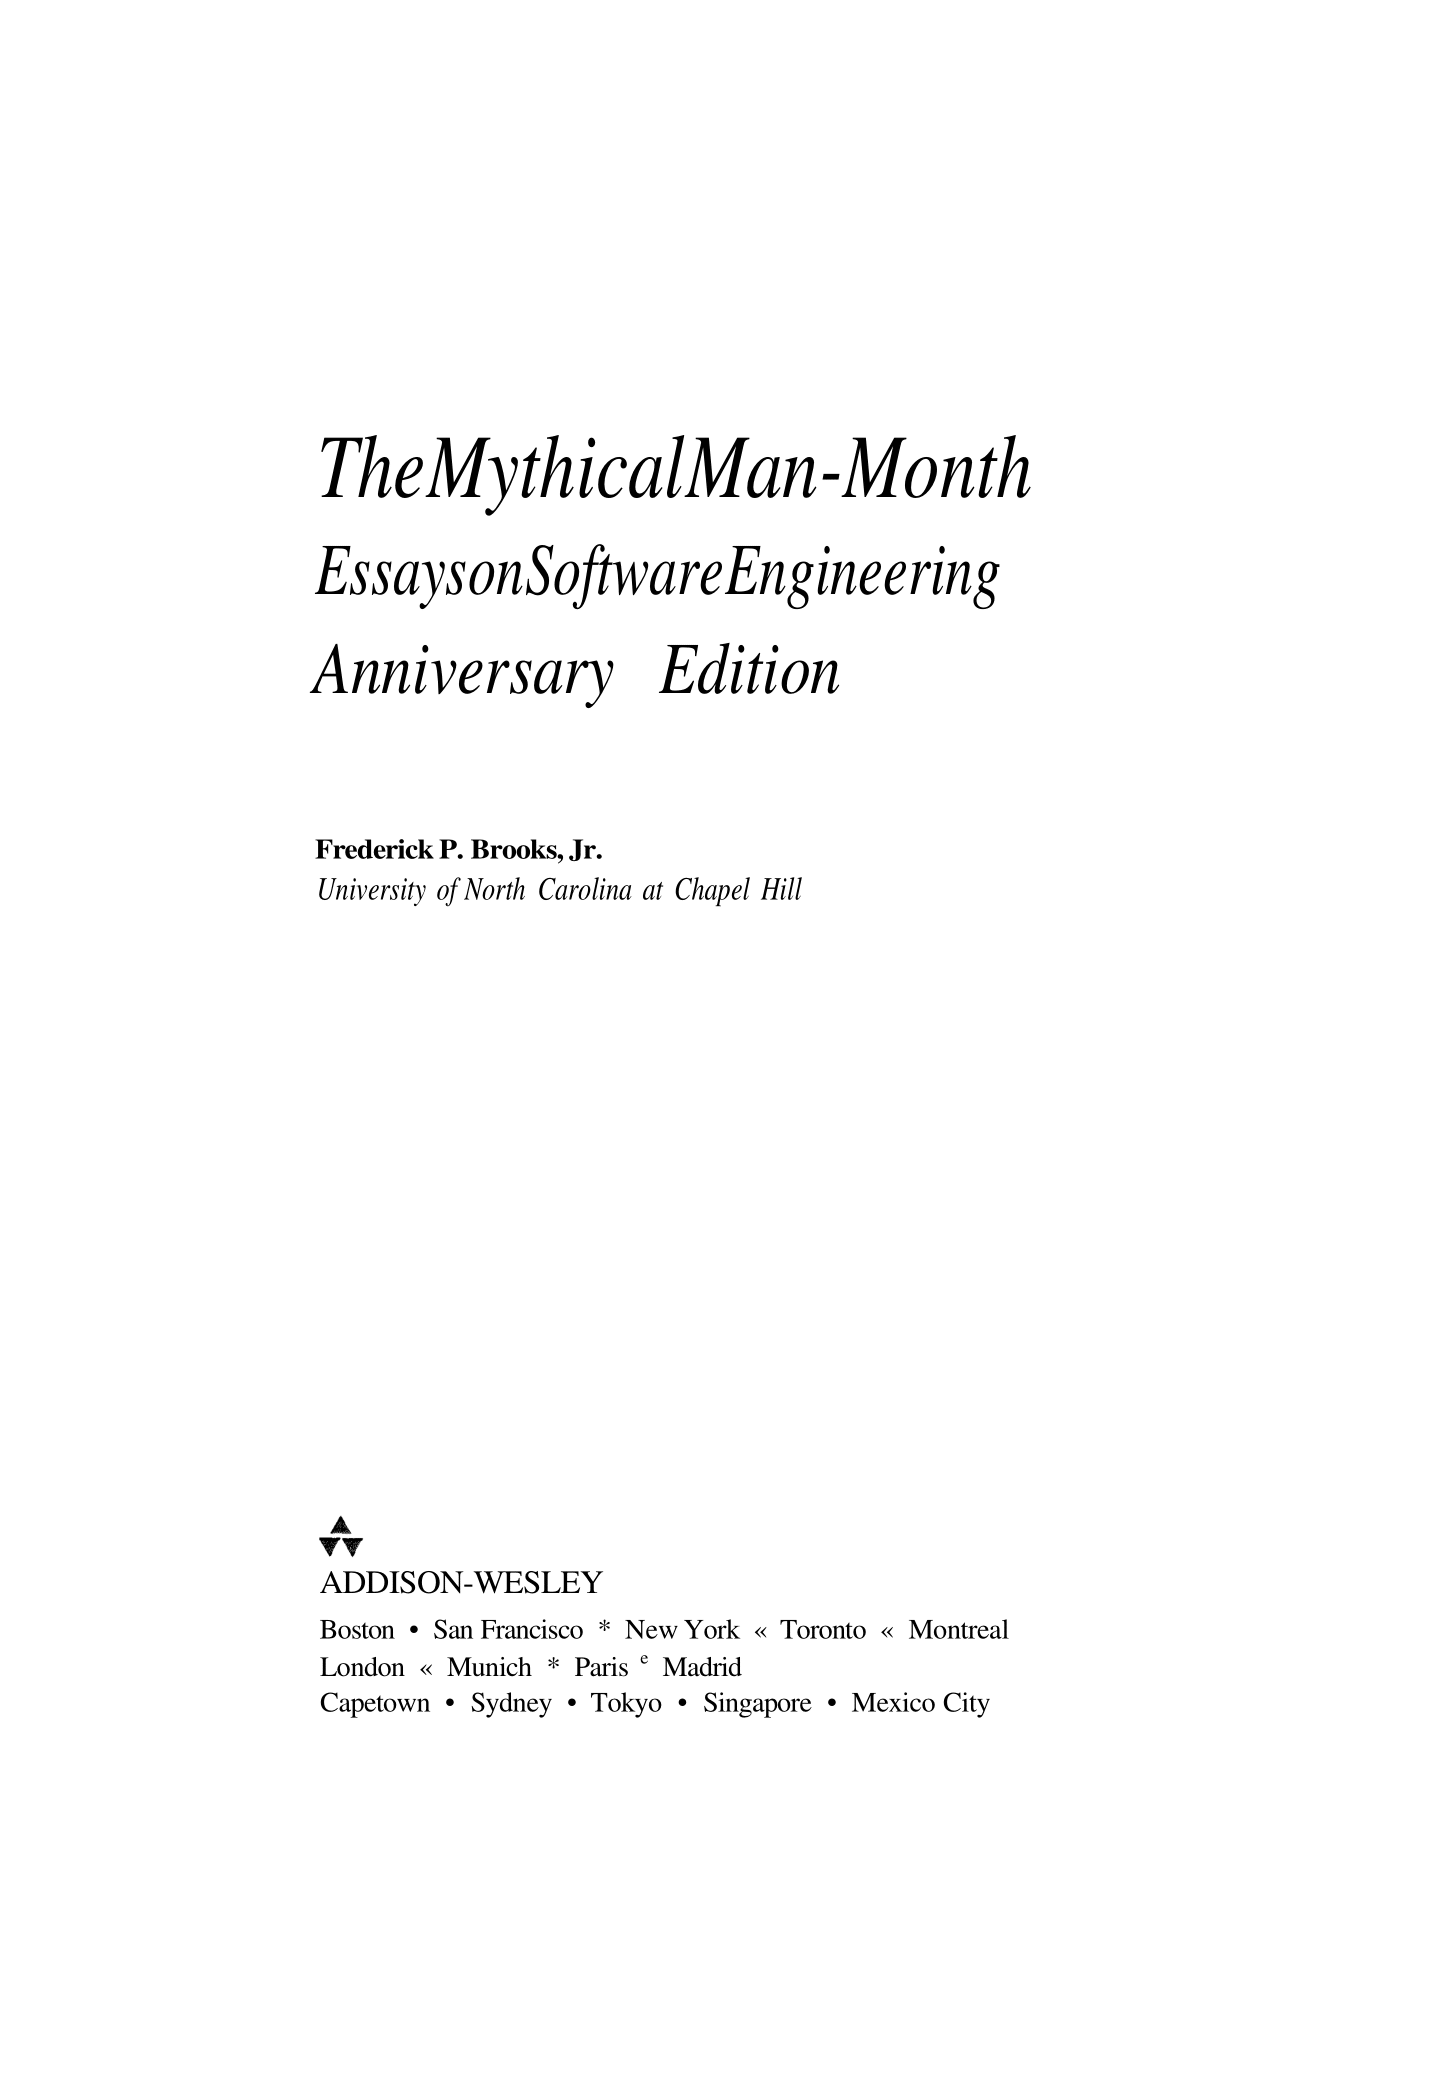 TheMythicalMan-Month
EssaysonSoftwareEngineering
Anniversary Edition
Frederick P. Brooks, Jr.
University of North Carolina at Chapel Hill
ADDISON-WESLEY
Boston • San Francisco * New York « Toronto « Montreal
London « Munich * Paris e Madrid
Capetown • Sydney • Tokyo • Singapore • Mexico City